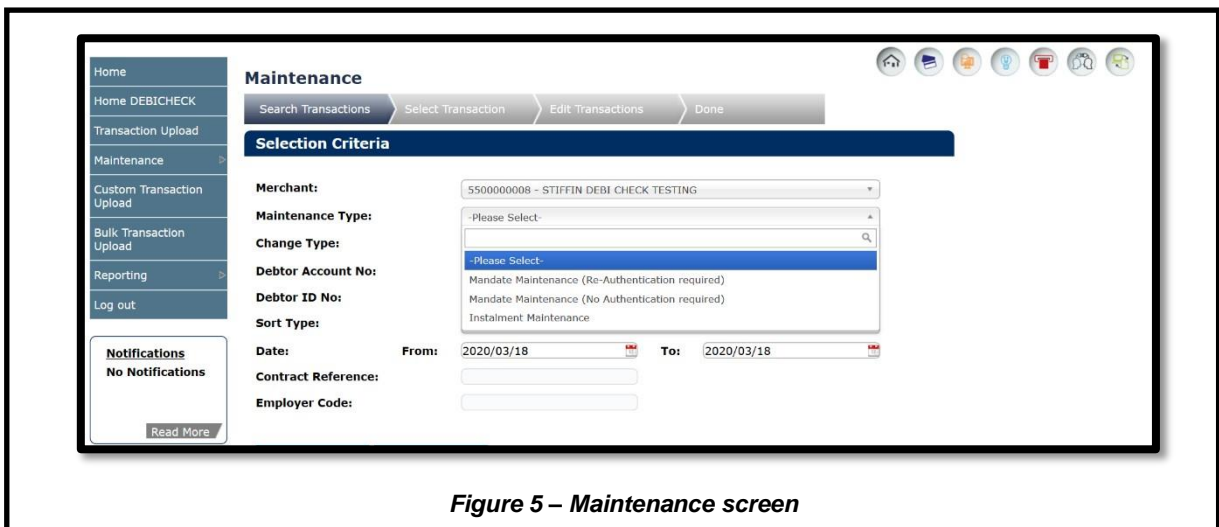 Home
Home DEBICHECK
Transaction Upload
Maintenance
Custom Transaction
Upload
Bulk Transaction
Upload
Reporting
Log out
Notifications
No Notifications
Read More
Maintenance
Search Transactions Select Transaction Edit Transactions Done
Selection Criteria
Merchant: 5500000008 - STIFFIN DEBI CHECK TESTING
Maintenance Type: -Please Select-
Change Type:
-Please Select-
Debtor Account No: Mandate Maintenance (Re-Authentication required)
Debtor ID No: Mandate Maintenance (No Authentication required)
Sort Type: Instalment Maintenance
Date: From: 2020/03/18 To: 2020/03/18
Contract Reference:
Employer Code:
Figure 5 – Maintenance screen